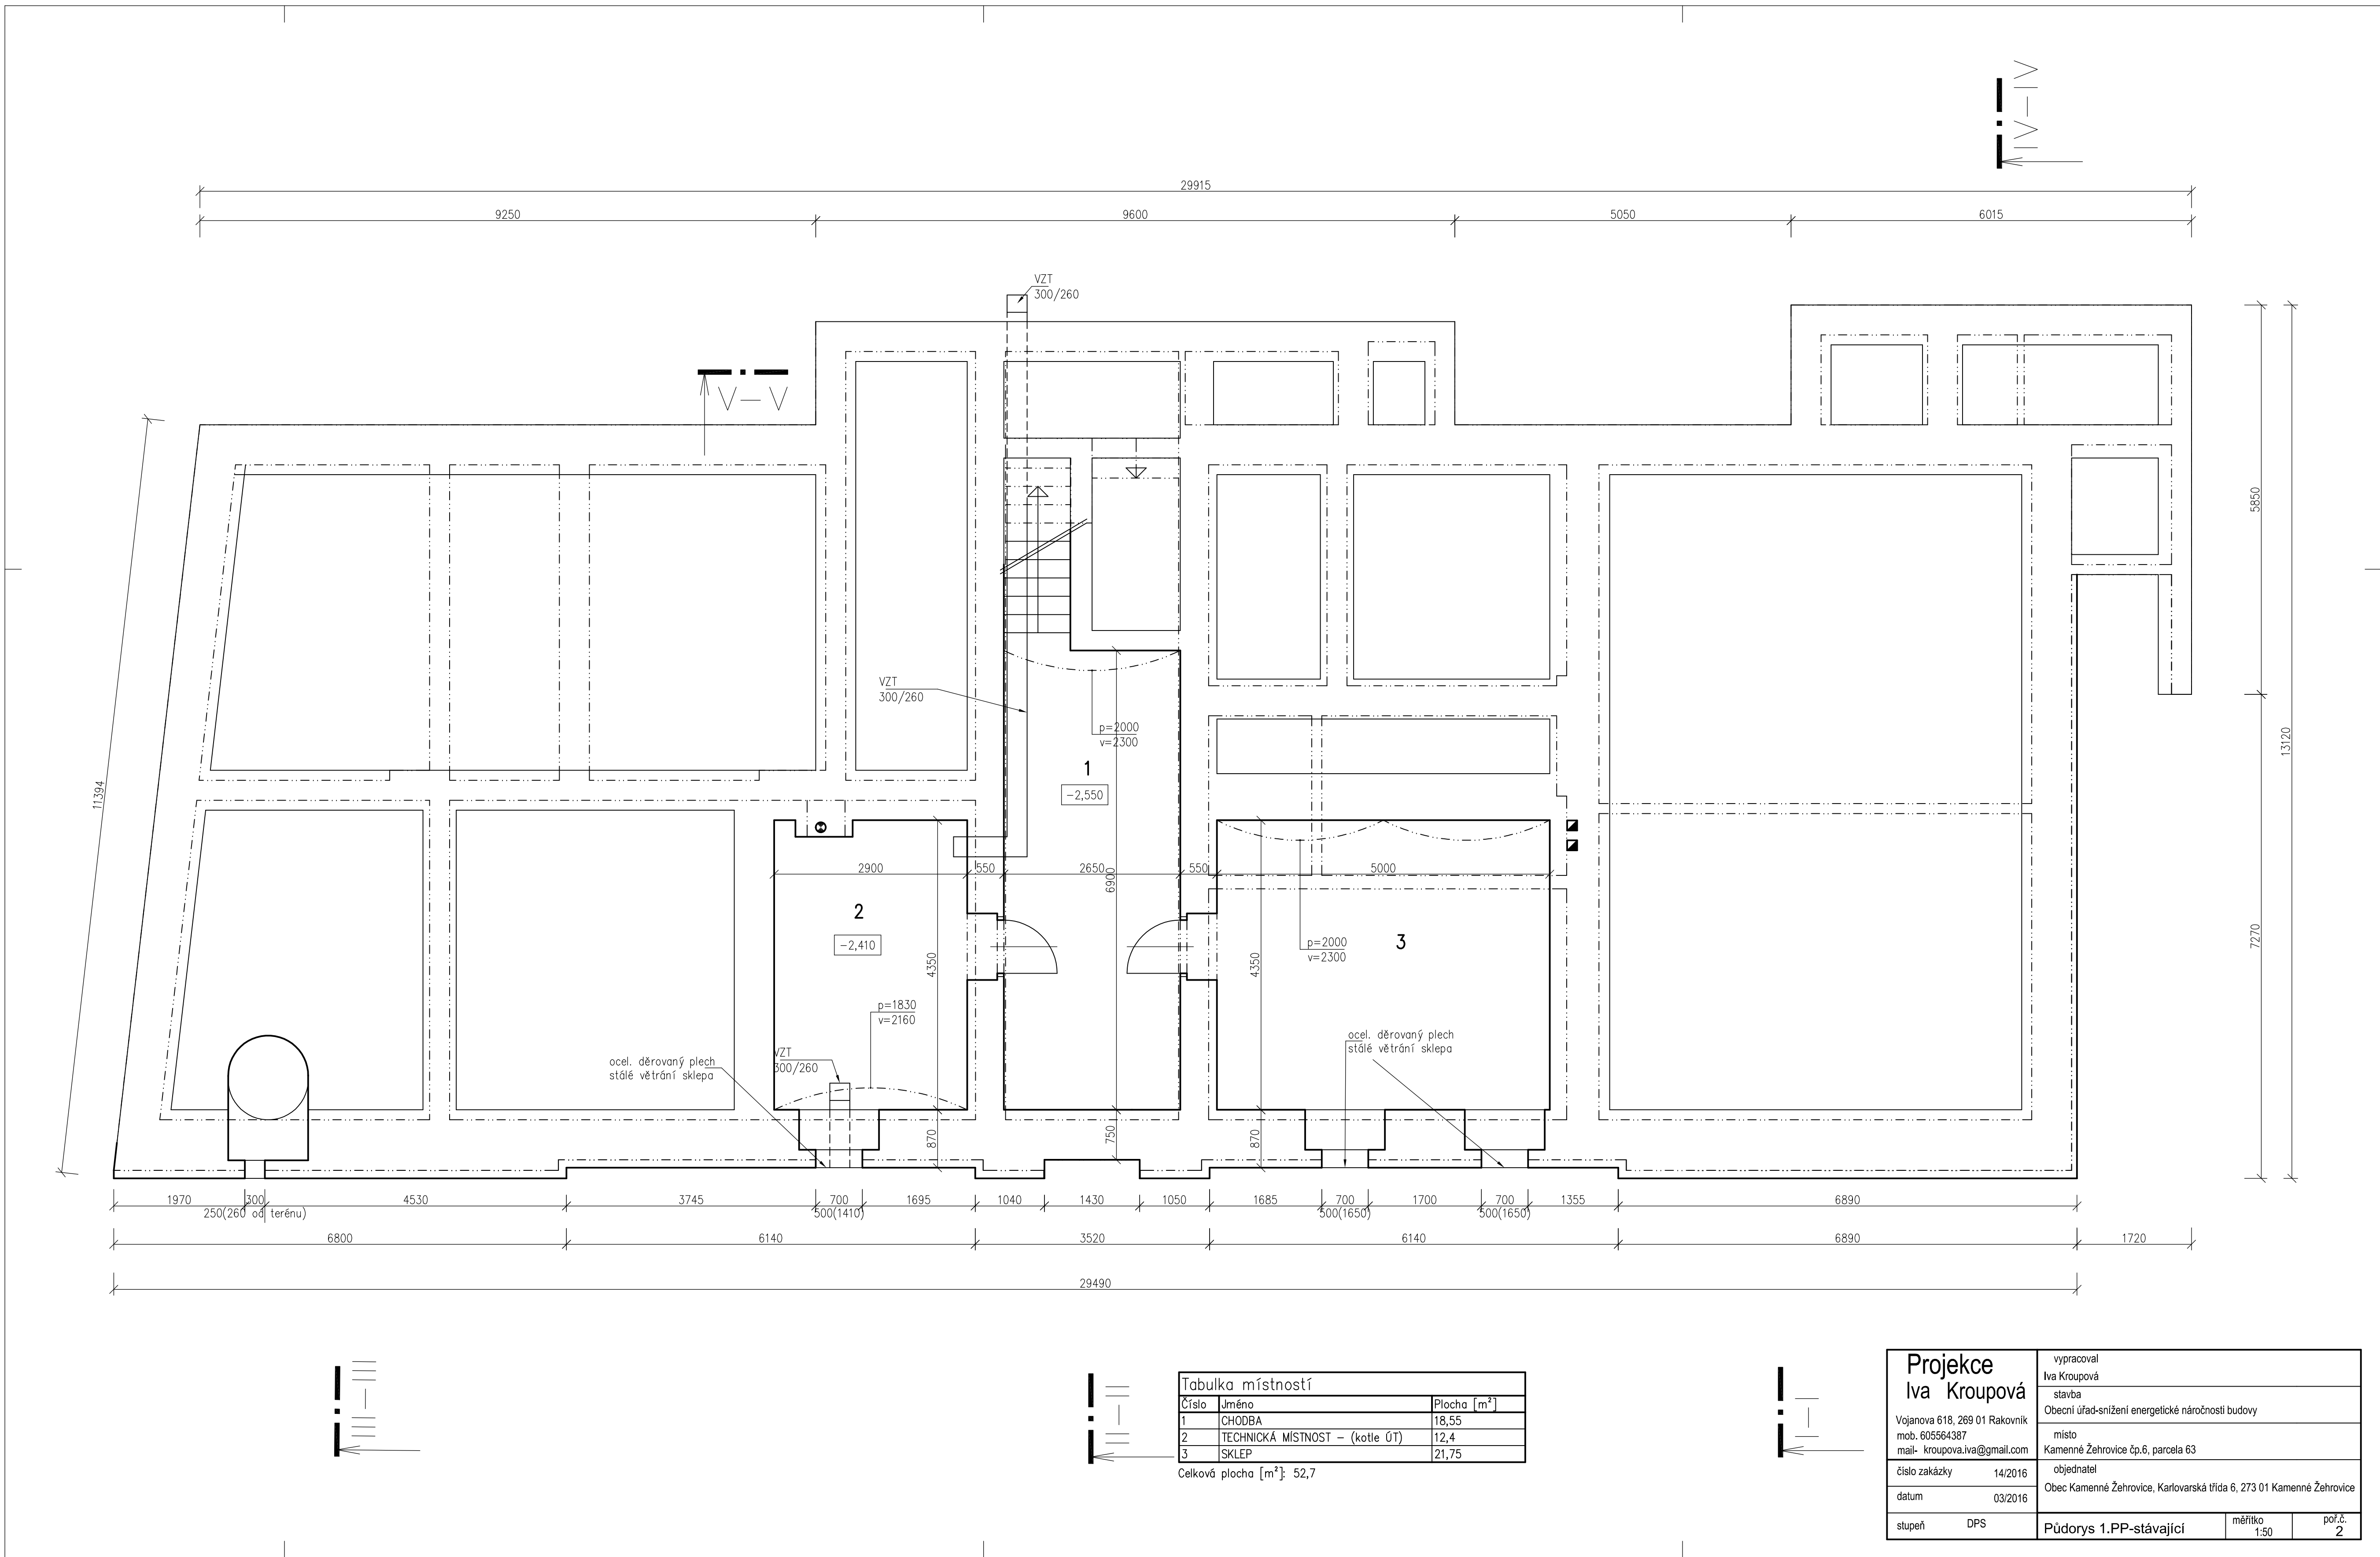 IV-IV
29915
9250
9600
5050
6015
VZT
300/260
V-V
VZT
300/260
p=2000
v=2300
1
-2,550
11394
5850
13120
7270
2900
550
2650
550
5000
6900
2
-2,410
4350
4350
p=2000
v=2300
3
p=1830
v=2160
VZT
300/260
ocel. děrovaný plech
stálé větrání sklepa
ocel. děrovaný plech
stálé větrání sklepa
870
750
870
1970
300
4530
3745
700
1695
1040
1430
1050
1685
700
1700
700
1355
6890
250(260 od terénu)
500(1410)
500(1650)
500(1650)
6800
6140
3520
6140
6890
1720
29490
III-III
II-II
I-I
Tabulka místností
Číslo Jméno Plocha [m²]
1 CHODBA 18,55
2 TECHNICKÁ MÍSTNOST – (kotle ÚT) 12,4
3 SKLEP 21,75
Celková plocha [m²]: 52,7
Projekce
Iva Kroupová
Vojanova 618, 269 01 Rakovník
mob. 605564387
mail- kroupova.iva@gmail.com
číslo zakázky 14/2016
datum 03/2016
stupeň DPS
vypracoval
Iva Kroupová
stavba
Obecní úřad-snížení energetické náročnosti budovy
místo
Kamenné Žehrovice čp.6, parcela 63
objednatel
Obec Kamenné Žehrovice, Karlovarská třída 6, 273 01 Kamenné Žehrovice
Půdorys 1.PP-stávající
měřítko
1:50
poř.č.
2